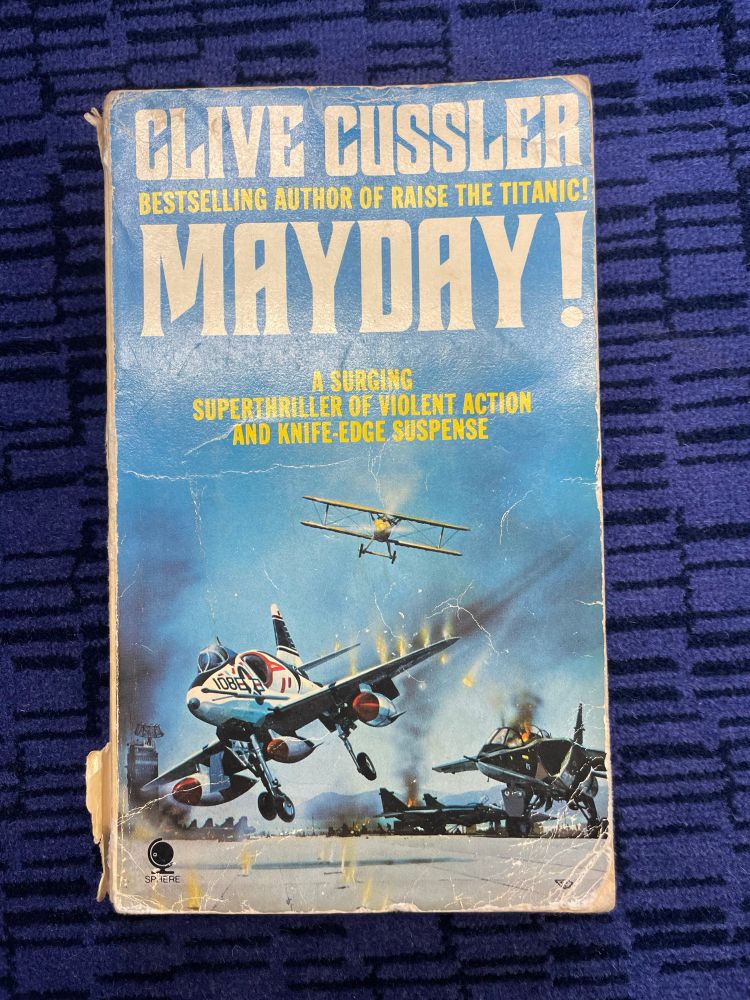 CLIVE CUSSLER
BESTSELLING AUTHOR OF RAISE THE TITANIC!
MAYDAY!
A SURGING
SUPERTHRILLER OF VIOLENT ACTION
AND KNIFE-EDGE SUSPENSE
SPHERE